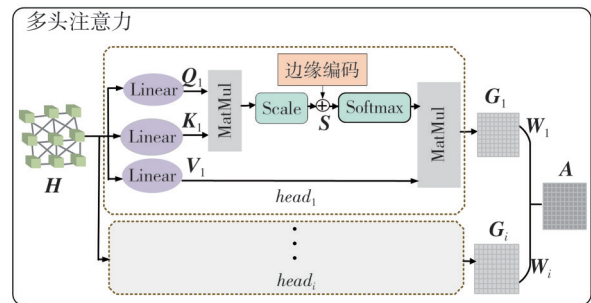 多头注意力
边缘编码
Linear
Q₁
MatMul
Scale
S
Softmax
MatMul
G₁
W₁
Linear
K₁
H
Linear
V₁
head₁
A
⋮
headᵢ
Gᵢ
Wᵢ